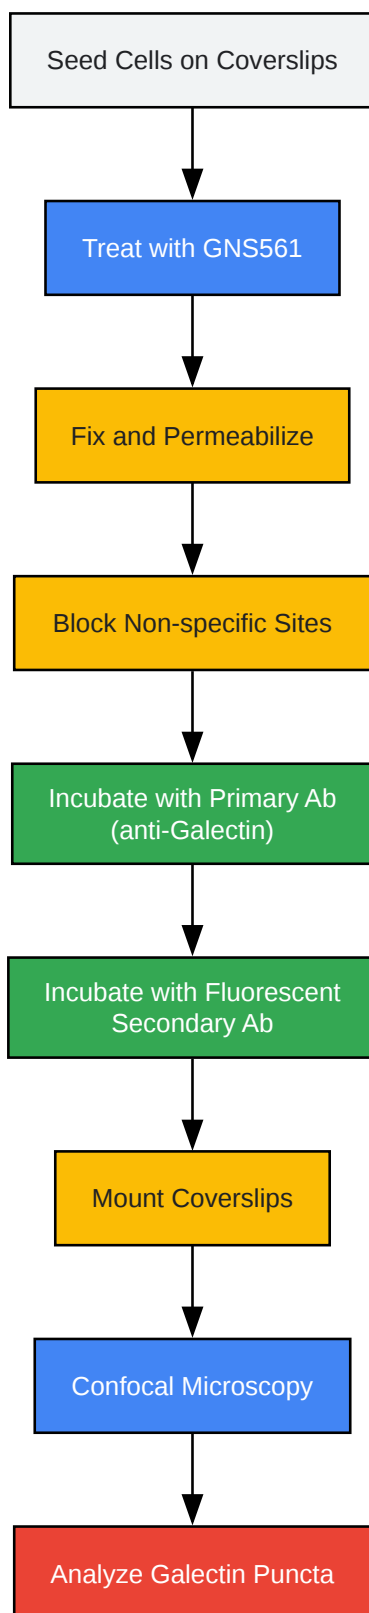 Seed Cells on Coverslips
Treat with GNS561
Fix and Permeabilize
Block Non-specific Sites
Incubate with Primary Ab
(anti-Galectin)
Incubate with Fluorescent
Secondary Ab
Mount Coverslips
Confocal Microscopy
Analyze Galectin Puncta